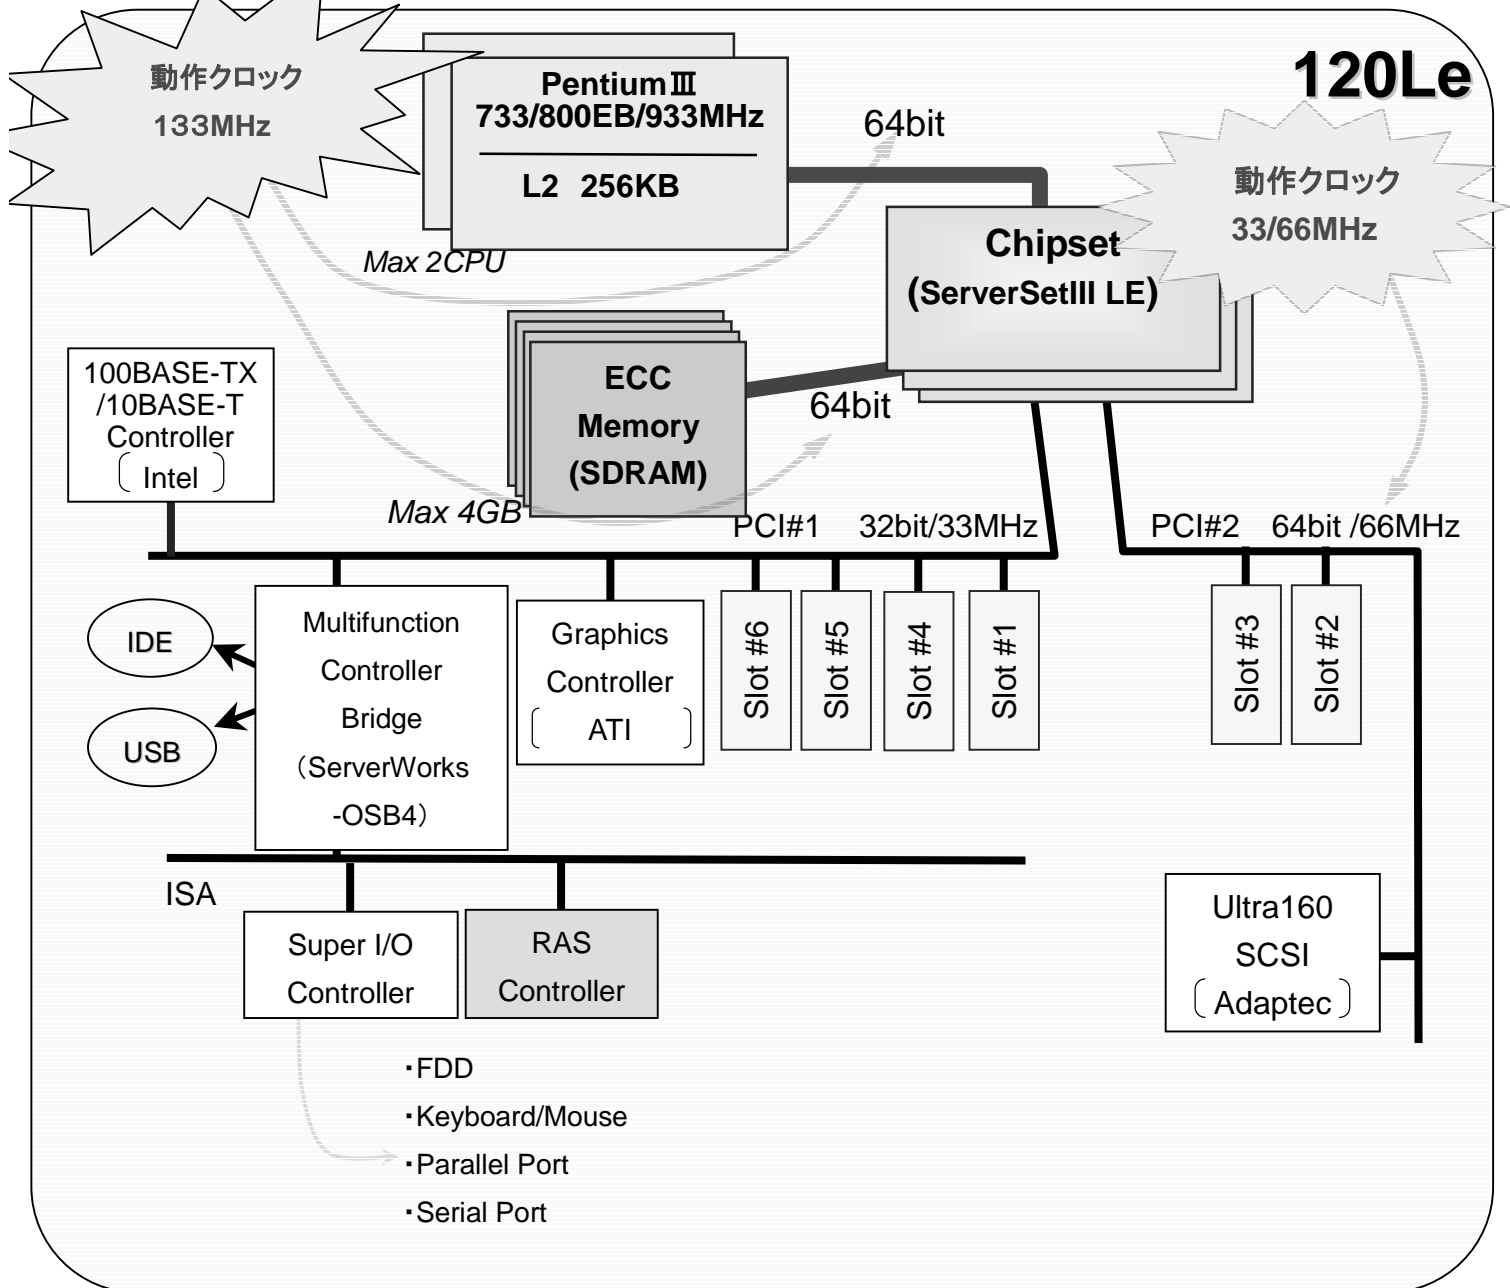 120Le
動作クロック
133MHz
PentiumⅢ
733/800EB/933MHz
L2 256KB
Max 2CPU
64bit
動作クロック
33/66MHz
Chipset
(ServerSetIII LE)
100BASE-TX
/10BASE-T
Controller
〔 Intel 〕
ECC
Memory
(SDRAM)
Max 4GB
64bit
PCI#1 32bit/33MHz
PCI#2 64bit /66MHz
IDE
USB
Multifunction
Controller
Bridge
（ServerWorks
-OSB4）
Graphics
Controller
〔 ATI 〕
Slot #6
Slot #5
Slot #4
Slot #1
Slot #3
Slot #2
ISA
Super I/O
Controller
RAS
Controller
Ultra160
SCSI
〔Adaptec〕
・FDD
・Keyboard/Mouse
・Parallel Port
・Serial Port